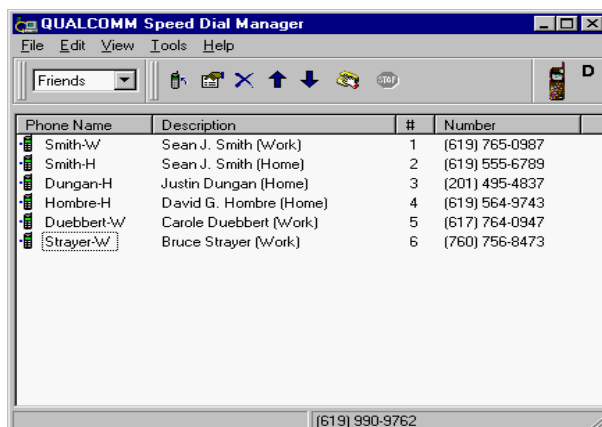 QUALCOMM Speed Dial Manager
File Edit View Tools Help
Friends STOP D
Phone Name Description # Number
Smith-W Sean J. Smith (Work) 1 (619) 765-0987
Smith-H Sean J. Smith (Home) 2 (619) 555-6789
Dungan-H Justin Dungan (Home) 3 (201) 495-4837
Hombre-H David G. Hombre (Home) 4 (619) 564-9743
Duebbert-W Carole Duebbert (Work) 5 (617) 764-0947
Strayer-W Bruce Strayer (Work) 6 (760) 756-8473
(619) 990-9762